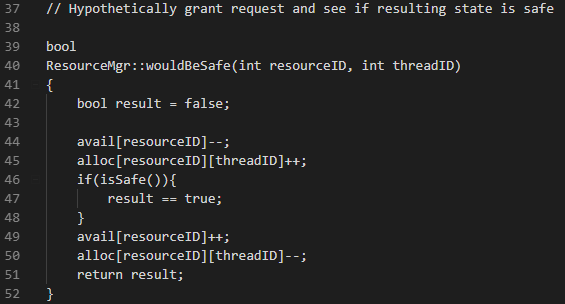 37 // Hypothetically grant request and see if resulting state is safe
38
39 bool
40 ResourceMgr::wouldBeSafe(int resourceID, int threadID)
41 {
42     bool result = false;
43
44     avail[resourceID]--;
45     alloc[resourceID][threadID]++;
46     if(isSafe()){
47         result == true;
48     }
49     avail[resourceID]++;
50     alloc[resourceID][threadID]--;
51     return result;
52 }